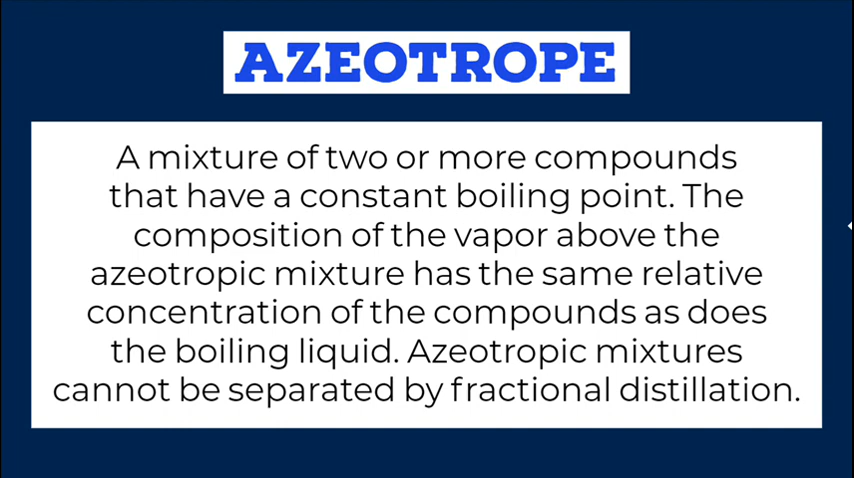 AZEOTROPE
A mixture of two or more compounds
that have a constant boiling point. The
composition of the vapor above the
azeotropic mixture has the same relative
concentration of the compounds as does
the boiling liquid. Azeotropic mixtures
cannot be separated by fractional distillation.